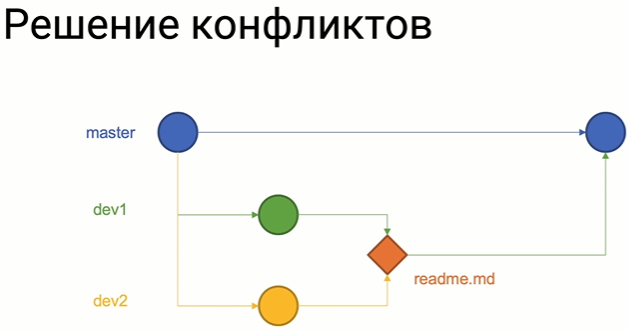 Решение конфликтов
master
dev1
readme.md
dev2